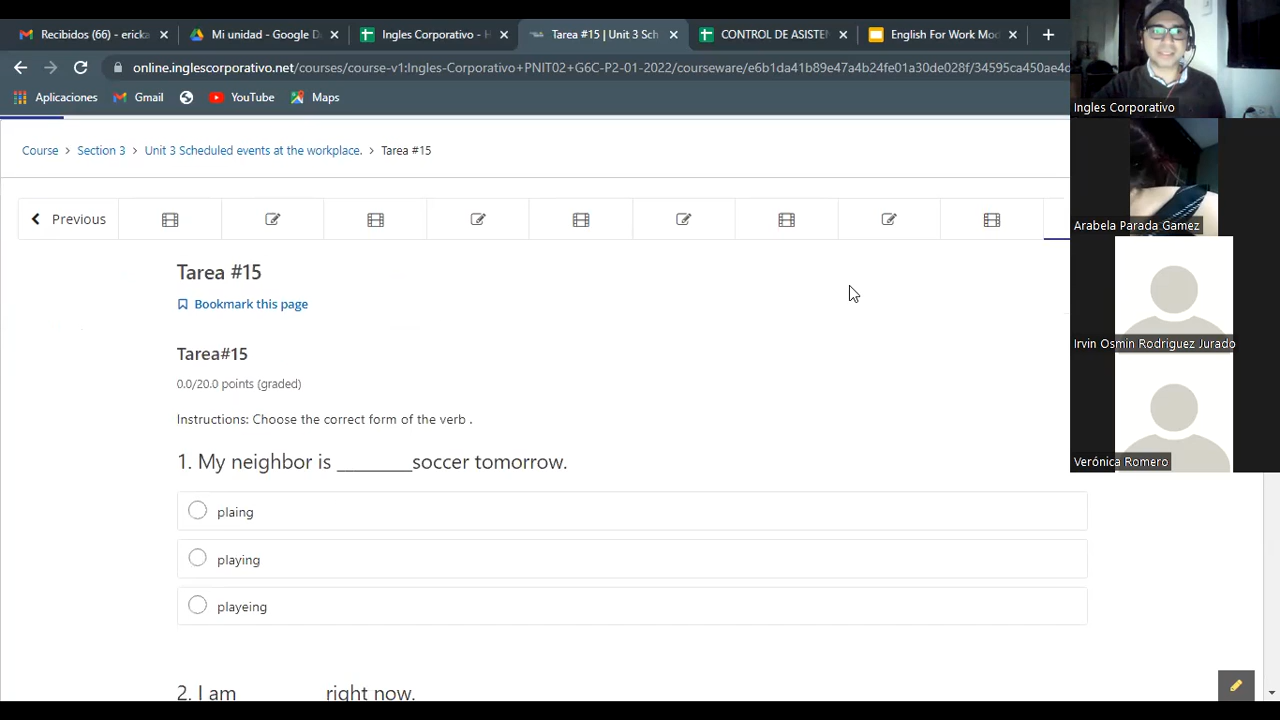 Recibidos (66) - ericka
Mi unidad - Google D
Ingles Corporativo - H
Tarea #15 | Unit 3 Sch
CONTROL DE ASISTE
English For Work Mod
online.inglescorporativo.net/courses/course-v1:Ingles-Corporativo+PNIT02+G6C-P2-01-2022/courseware/e6b1da41b89e47a4b24fe01a30de028f/34595ca450ae4c
Aplicaciones
Gmail
YouTube
Maps
Ingles Corporativo
Arabela Parada Gamez
Irvin Osmin Rodriguez Jurado
Verónica Romero
Course > Section 3 > Unit 3 Scheduled events at the workplace. > Tarea #15
Previous
Tarea #15
Bookmark this page
Tarea#15
0.0/20.0 points (graded)
Instructions: Choose the correct form of the verb .
1. My neighbor is ________soccer tomorrow.
plaing
playing
playeing
2. I am ________ right now.